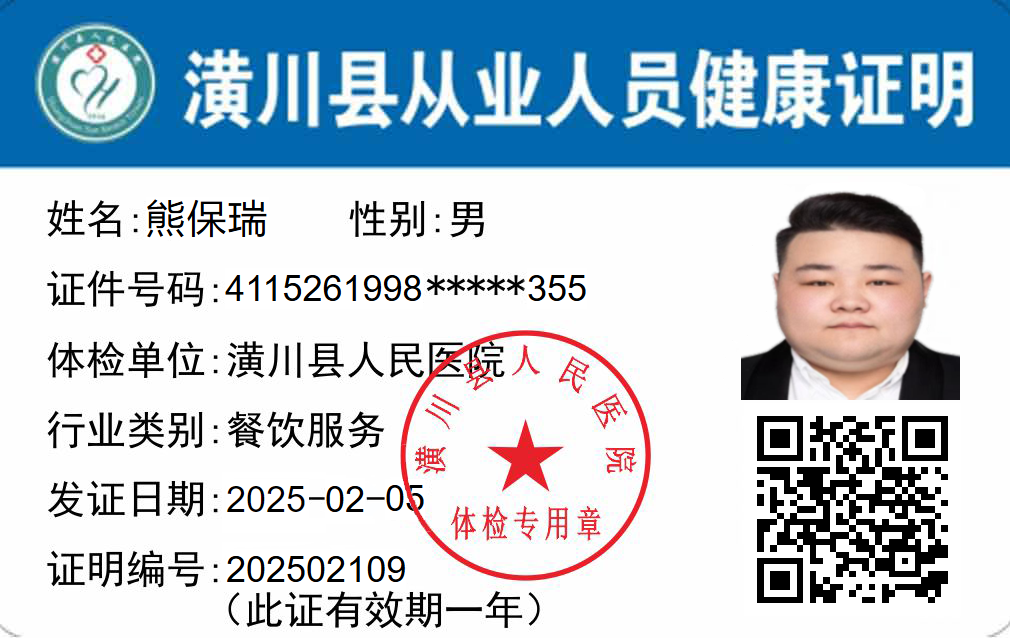 潢川县从业人员健康证明
姓名:熊保瑞 性别:男
证件号码:4115261998*****355
体检单位:潢川县人民医院
行业类别:餐饮服务
发证日期:2025-02-05
证明编号:202502109
(此证有效期一年)
潢川县人民医院
体检专用章